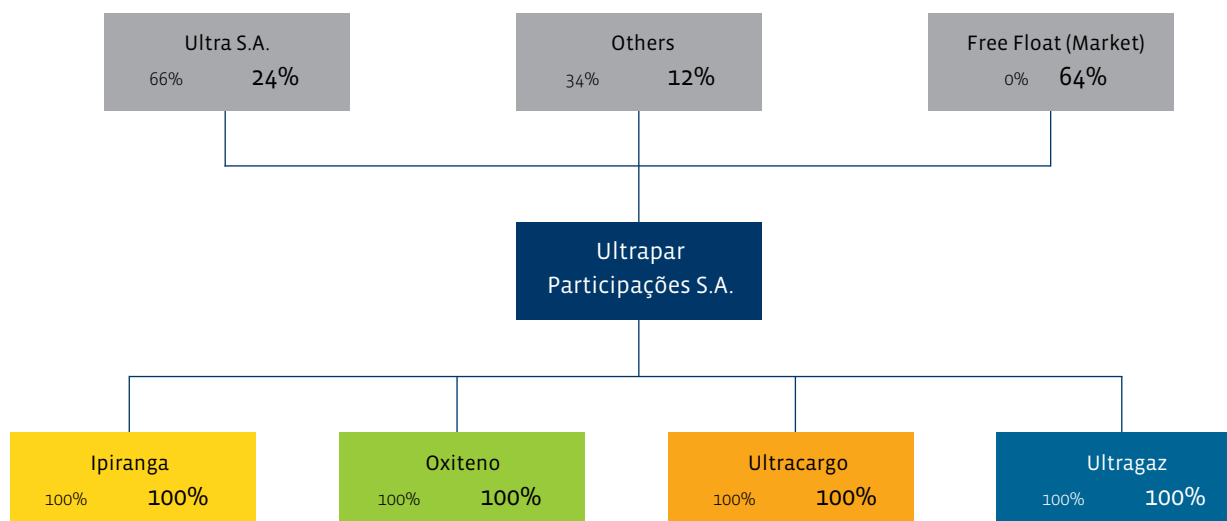 Ultra S.A.
66% 24%
Others
34% 12%
Free Float (Market)
0% 64%
Ultrapar
Participações S.A.
Ipiranga
100% 100%
Oxiteno
100% 100%
Ultracargo
100% 100%
Ultragaz
100% 100%